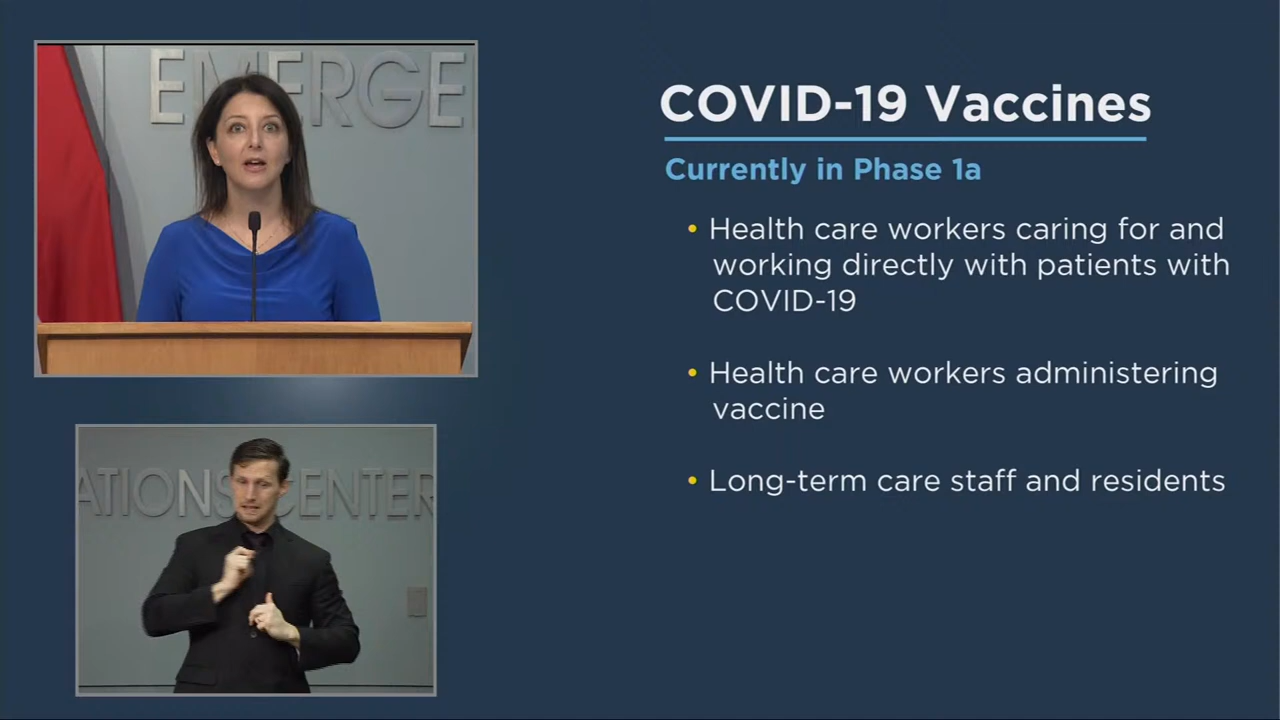 EMERGE
COVID-19 Vaccines
Currently in Phase 1a
• Health care workers caring for and
working directly with patients with
COVID-19
• Health care workers administering
vaccine
• Long-term care staff and residents
ATIONS CENTER